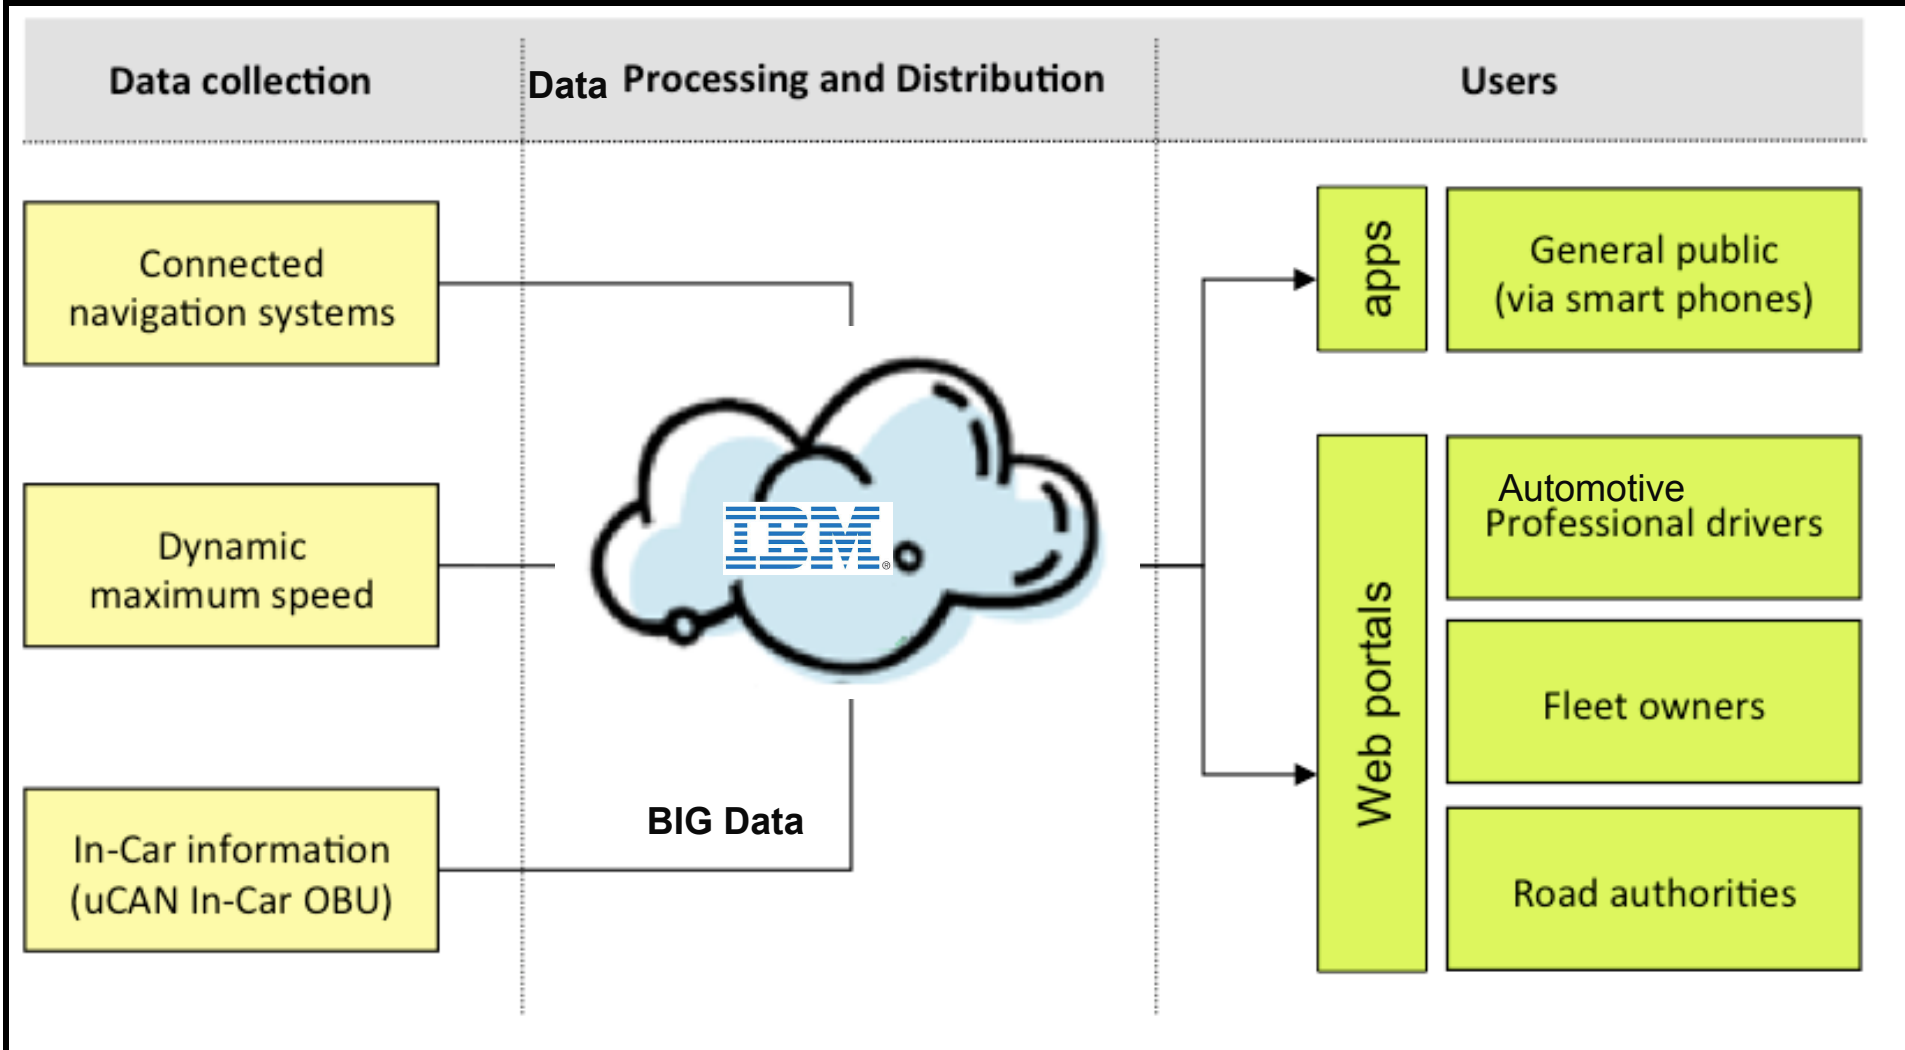 Data collection
Data Processing and Distribution
Users
Connected
navigation systems
Dynamic
maximum speed
In-Car information
(uCAN In-Car OBU)
IBM®
BIG Data
apps
General public
(via smart phones)
Web portals
Automotive
Professional drivers
Fleet owners
Road authorities